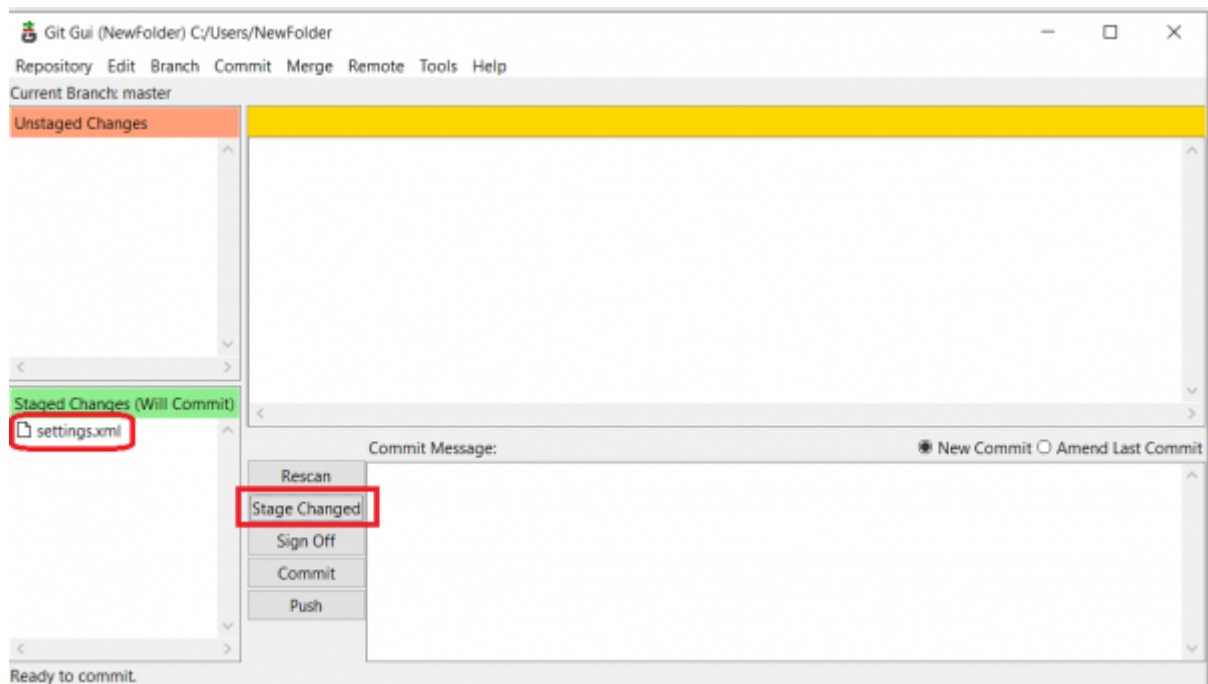 Git Gui (NewFolder) C:/Users/NewFolder
Repository Edit Branch Commit Merge Remote Tools Help
Current Branch: master
Unstaged Changes
Staged Changes (Will Commit)
settings.xml
Commit Message:
New Commit
Amend Last Commit
Rescan
Stage Changed
Sign Off
Commit
Push
Ready to commit.